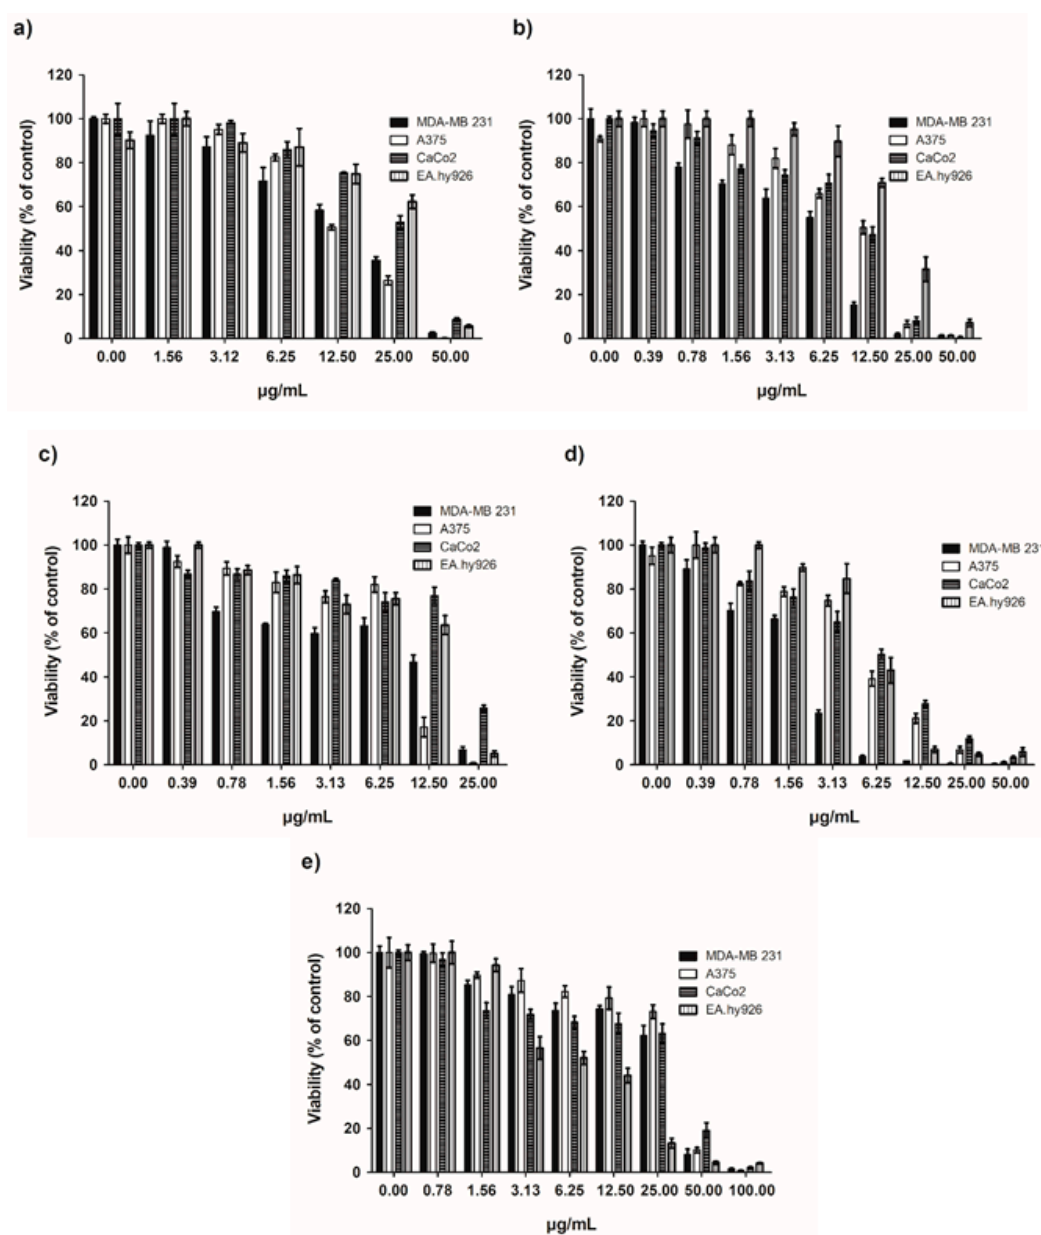 a)
120
100
80
60
40
20
0
Viability (% of control)
MDA-MB 231
A375
CaCo2
EA.hy926
0.00 1.56 3.12 6.25 12.50 25.00 50.00
µg/mL
b)
120
100
80
60
40
20
0
Viability (% of control)
MDA-MB 231
A375
CaCo2
EA.hy926
0.00 0.39 0.78 1.56 3.13 6.25 12.50 25.00 50.00
µg/mL
c)
120
100
80
60
40
20
0
Viability (% of control)
MDA-MB 231
A375
CaCo2
EA.hy926
0.00 0.39 0.78 1.56 3.13 6.25 12.50 25.00
µg/mL
d)
120
100
80
60
40
20
0
Viability (% of control)
MDA-MB 231
A375
CaCo2
EA.hy926
0.00 0.39 0.78 1.56 3.13 6.25 12.50 25.00 50.00
µg/mL
e)
120
100
80
60
40
20
0
Viability (% of control)
MDA-MB 231
A375
CaCo2
EA.hy926
0.00 0.78 1.56 3.13 6.25 12.50 25.00 50.00 100.00
µg/mL